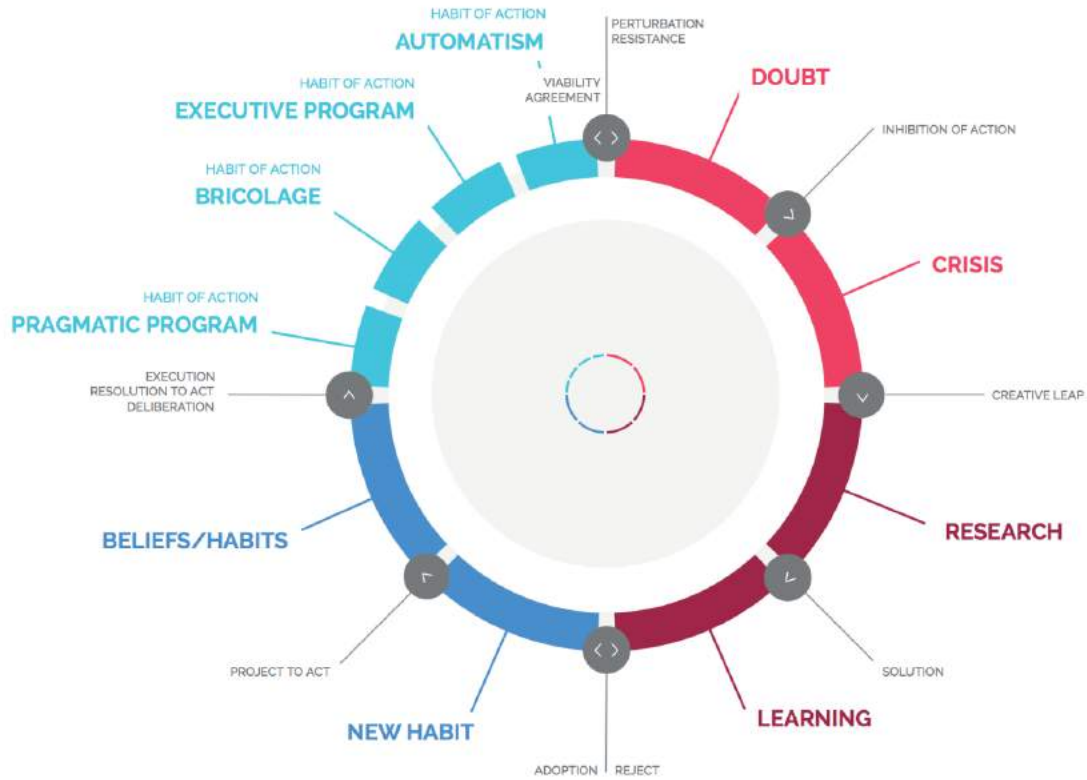 HABIT OF ACTION
AUTOMATISM
PERTURBATION
RESISTANCE
VIABILITY
AGREEMENT
DOUBT
HABIT OF ACTION
EXECUTIVE PROGRAM
INHIBITION OF ACTION
HABIT OF ACTION
BRICOLAGE
CRISIS
HABIT OF ACTION
PRAGMATIC PROGRAM
EXECUTION
RESOLUTION TO ACT
DELIBERATION
CREATIVE LEAP
BELIEFS/HABITS
RESEARCH
PROJECT TO ACT
SOLUTION
NEW HABIT
LEARNING
ADOPTION
REJECT